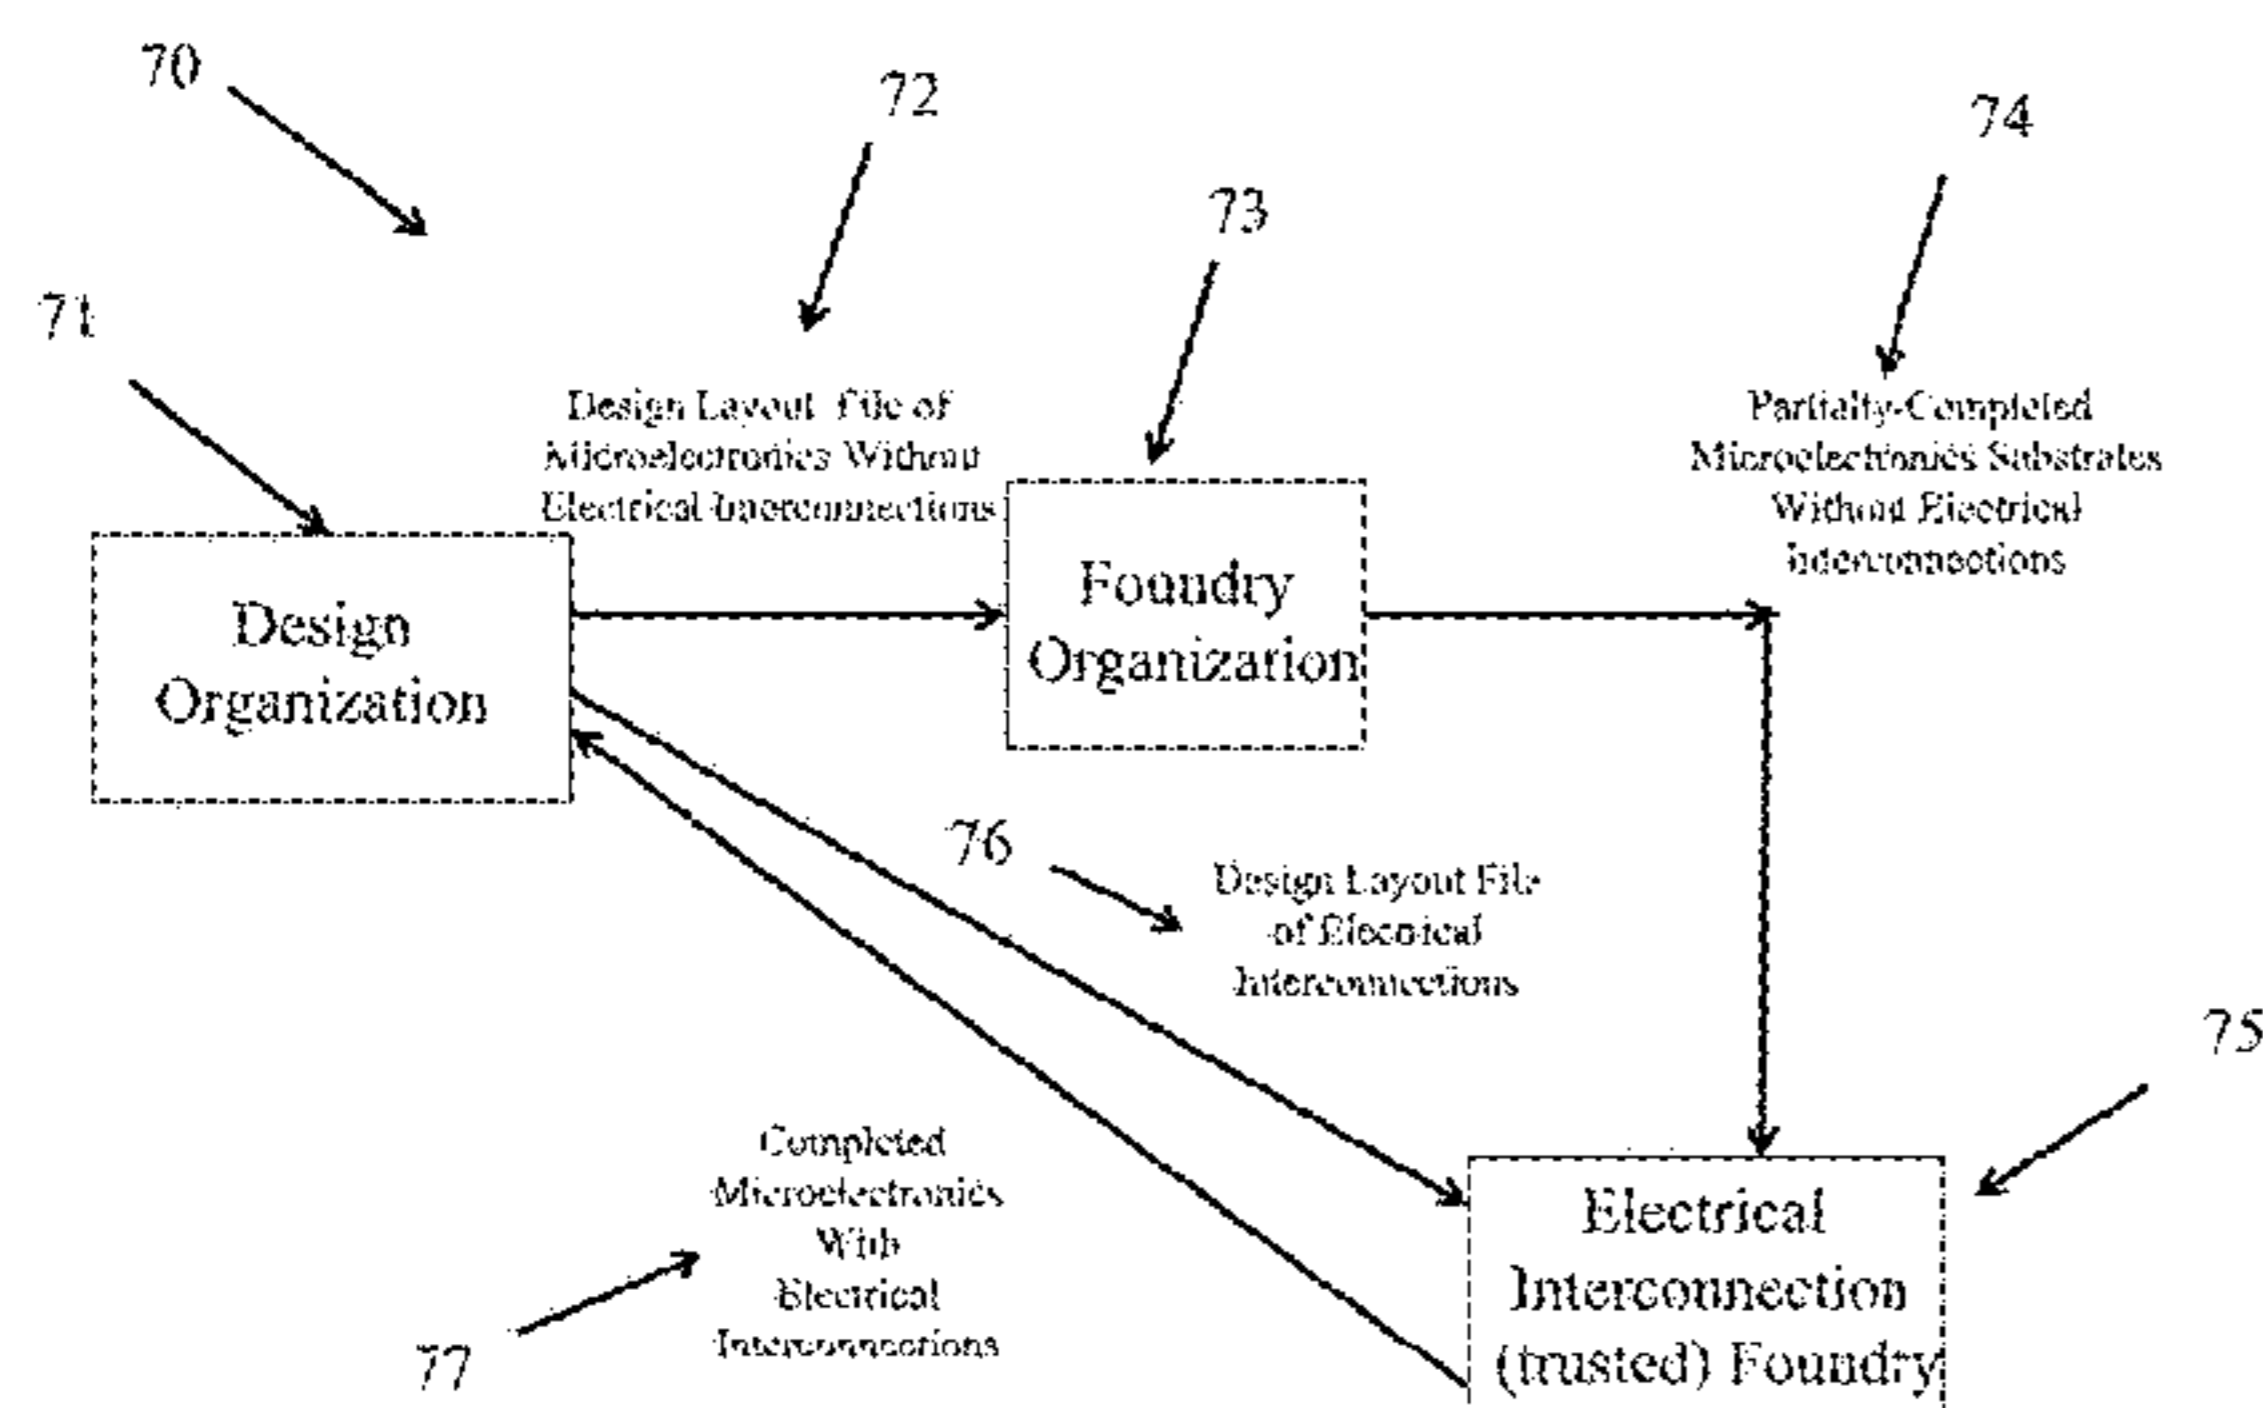 70
72
74
73
71
Design Layout File of
Microelectronics Without
Electrical Interconnections
Partially-Completed
Microelectronics Substrates
Without Electrical
Interconnections
Foundry
Organization
Design
Organization
76
Design Layout File
of Electrical
Interconnections
75
Completed
Microelectronics
With
Electrical
Interconnections
77
Electrical
Interconnection
(trusted) Foundry